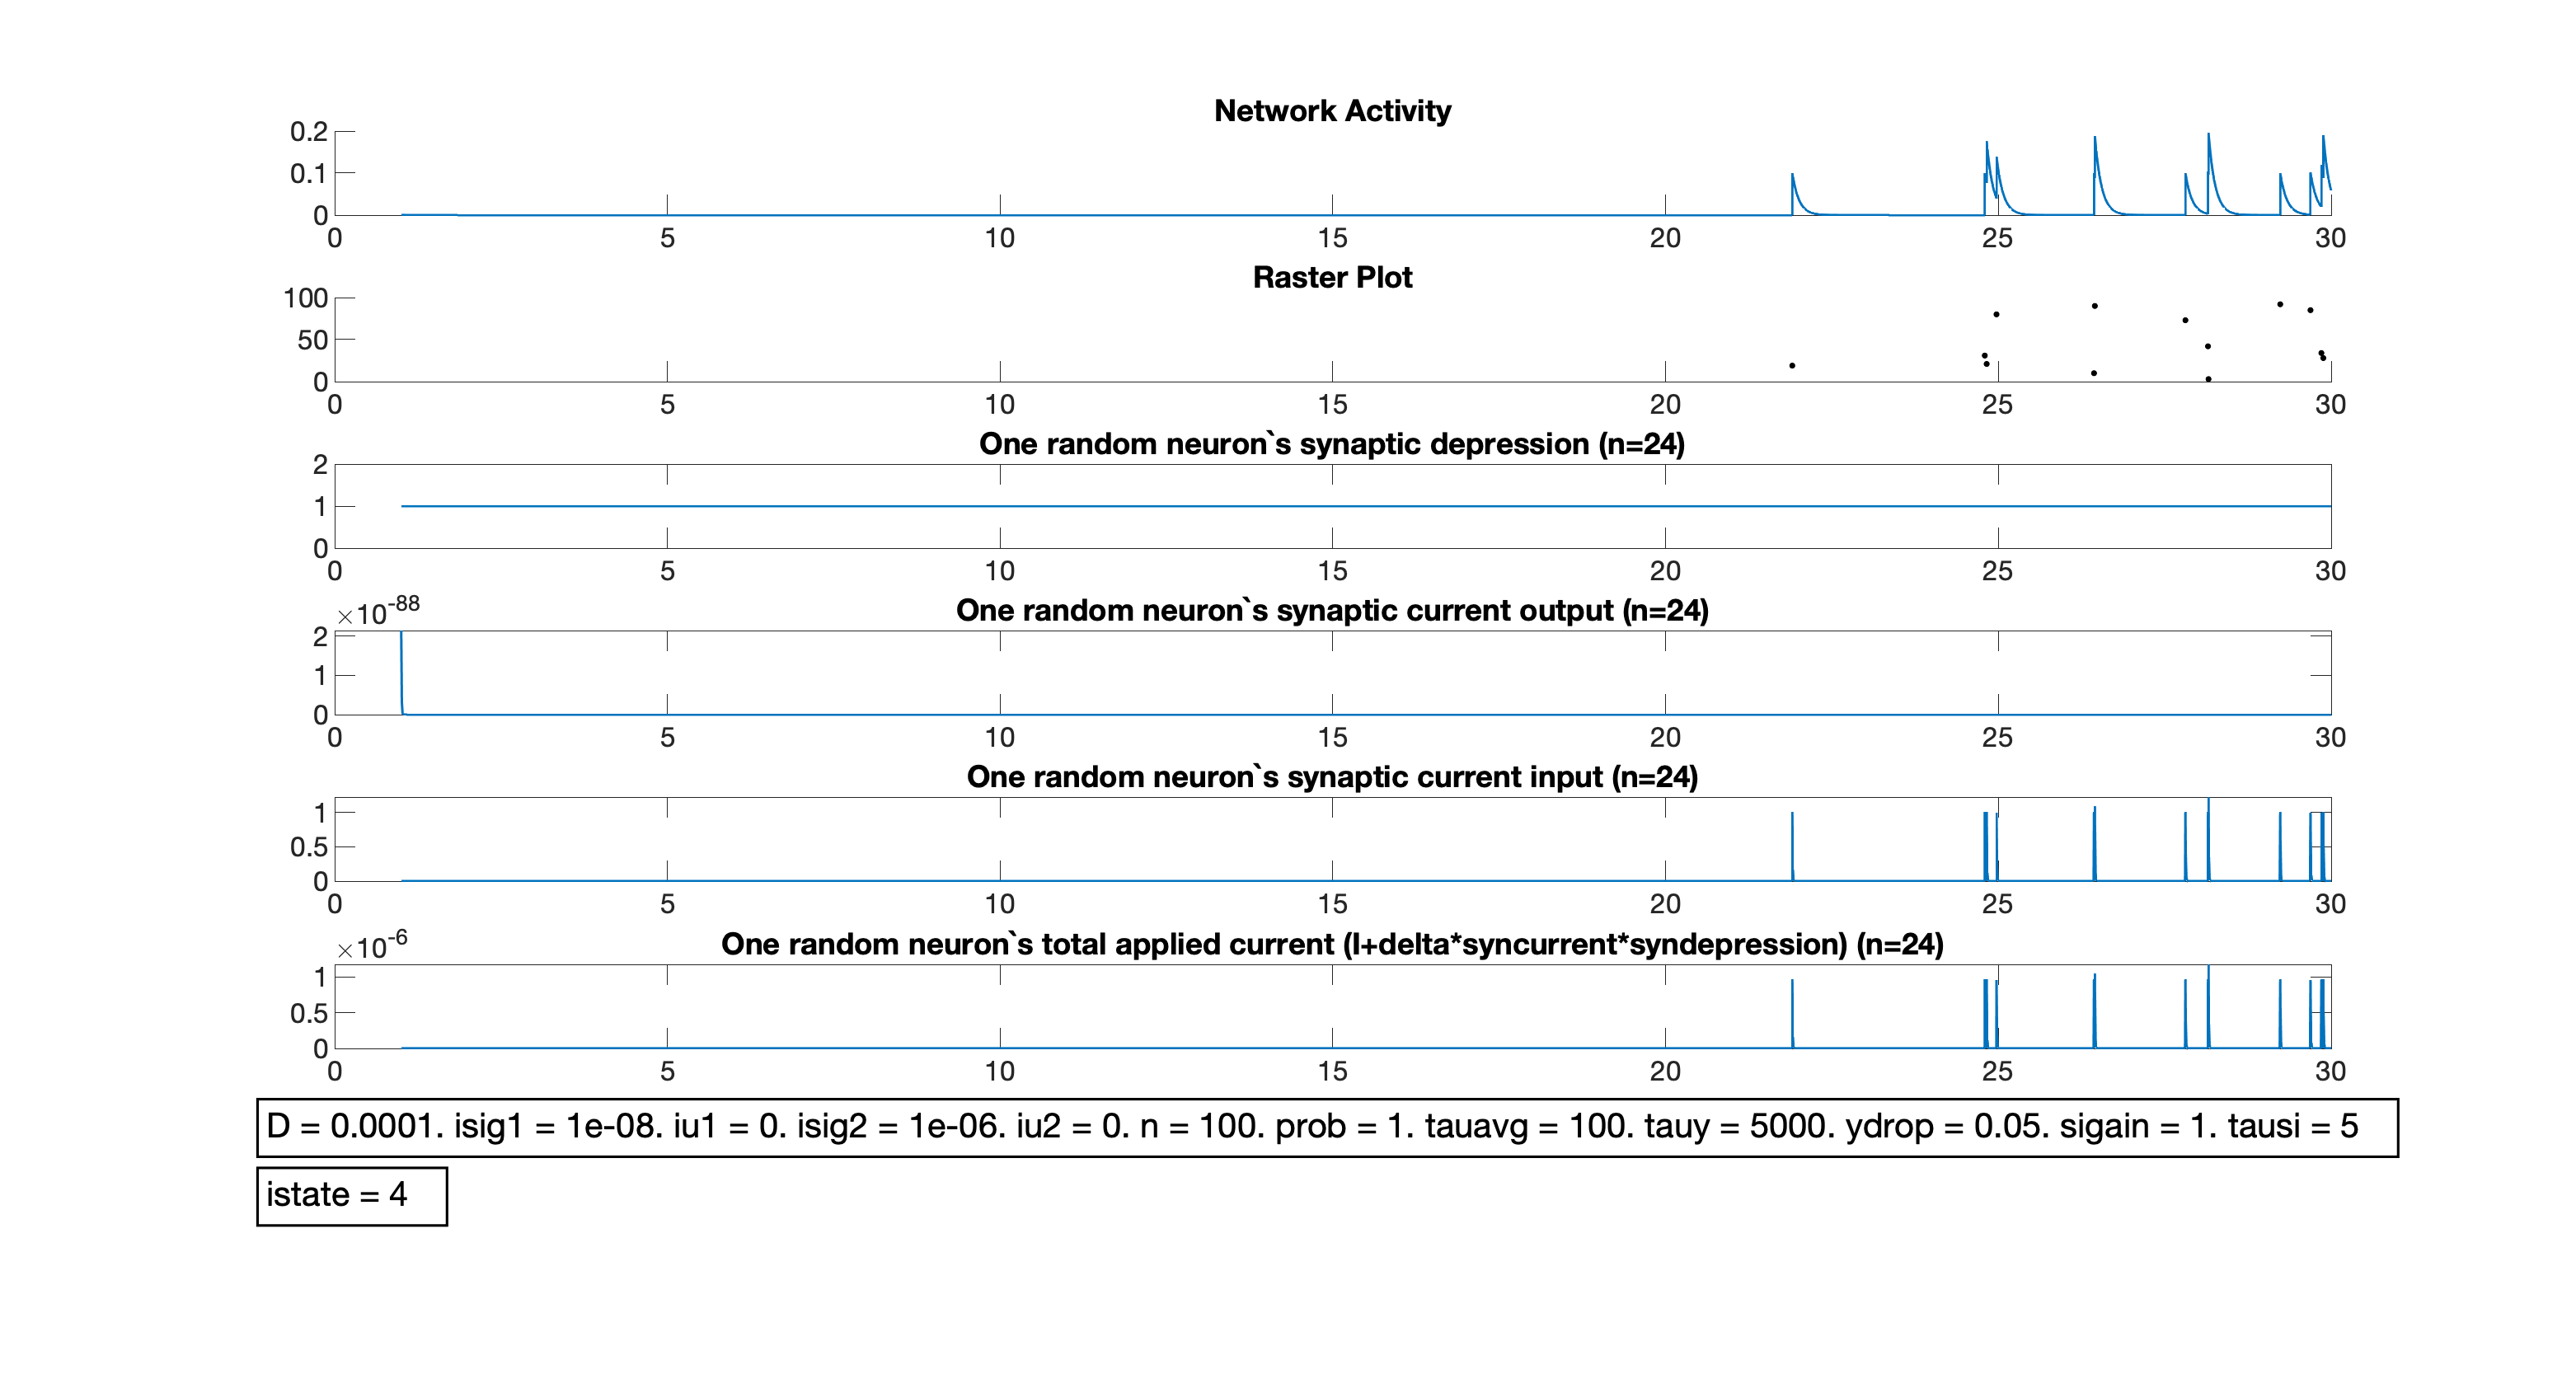 Network Activity
0.2
0.1
0
0 5 10 15 20 25 30
Raster Plot
100
50
0
0 5 10 15 20 25 30
One random neuron`s synaptic depression (n=24)
2
1
0
0 5 10 15 20 25 30
×10-88
One random neuron`s synaptic current output (n=24)
2
1
0
0 5 10 15 20 25 30
One random neuron`s synaptic current input (n=24)
1
0.5
0
0 5 10 15 20 25 30
×10-6
One random neuron`s total applied current (I+delta*syncurrent*syndepression) (n=24)
1
0.5
0
0 5 10 15 20 25 30
D = 0.0001. isig1 = 1e-08. iu1 = 0. isig2 = 1e-06. iu2 = 0. n = 100. prob = 1. tauavg = 100. tauy = 5000. ydrop = 0.05. sigain = 1. tausi = 5
istate = 4